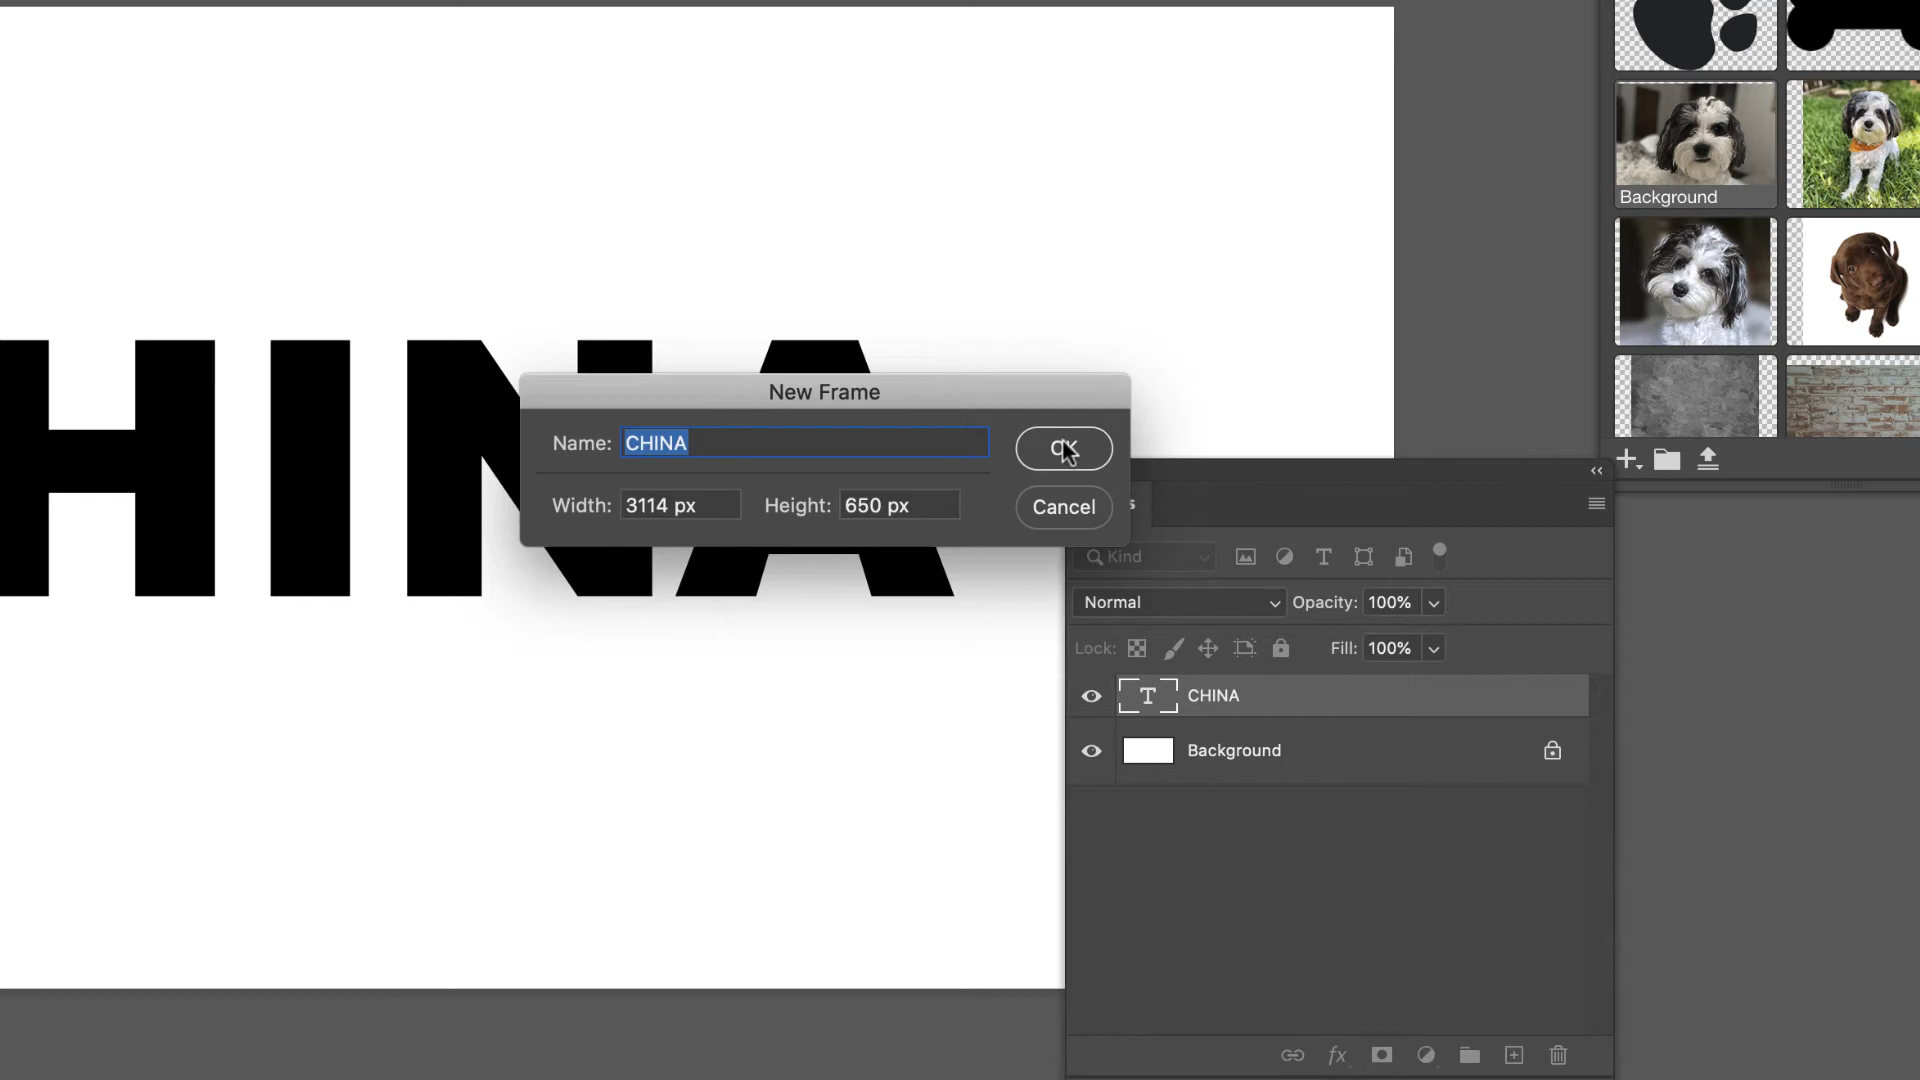 HINA
Background
New Frame
Name: CHINA
OK
Width: 3114 px Height: 650 px
Cancel
s
Kind
Normal Opacity: 100%
Lock: Fill: 100%
T CHINA
Background
fx